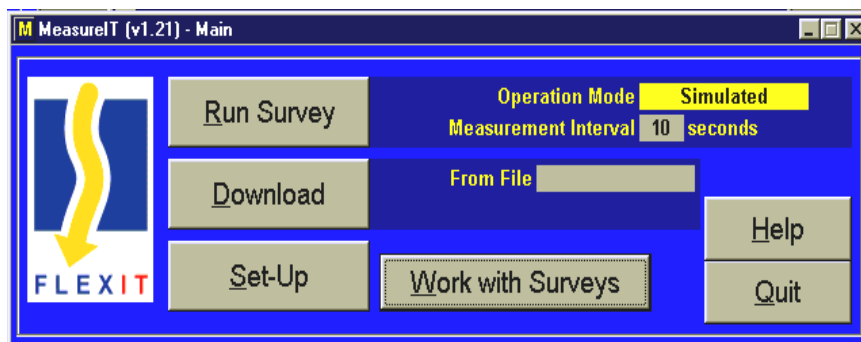 M MeasureIT (v1.21) - Main
Run Survey
Operation Mode Simulated
Measurement Interval 10 seconds
Download
From File
Help
FLEXIT
Set-Up
Work with Surveys
Quit